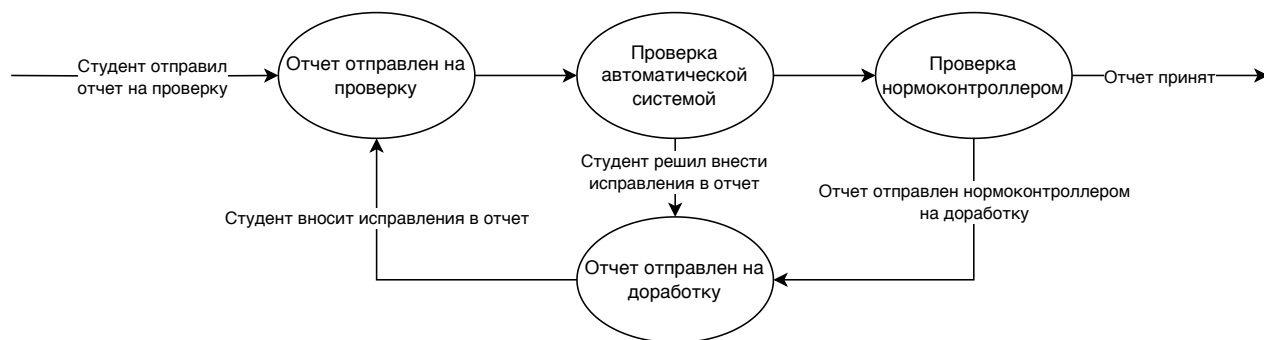 Студент отправил
отчет на проверку
Отчет отправлен на
проверку
Проверка
автоматической
системой
Проверка
нормоконтроллером
Отчет принят
Студент решил внести
исправления в отчет
Отчет отправлен нормоконтроллером
на доработку
Студент вносит исправления в отчет
Отчет отправлен на
доработку